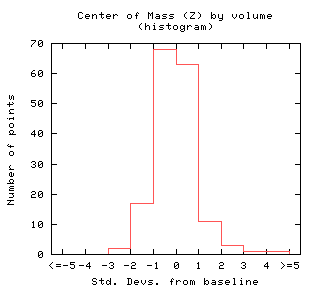 Center of Mass (Z) by volume
(histogram)
70
60
50
40
30
20
10
0
Number of points
<=-5 -4 -3 -2 -1 0 1 2 3 4 >=5
Std. Devs. from baseline